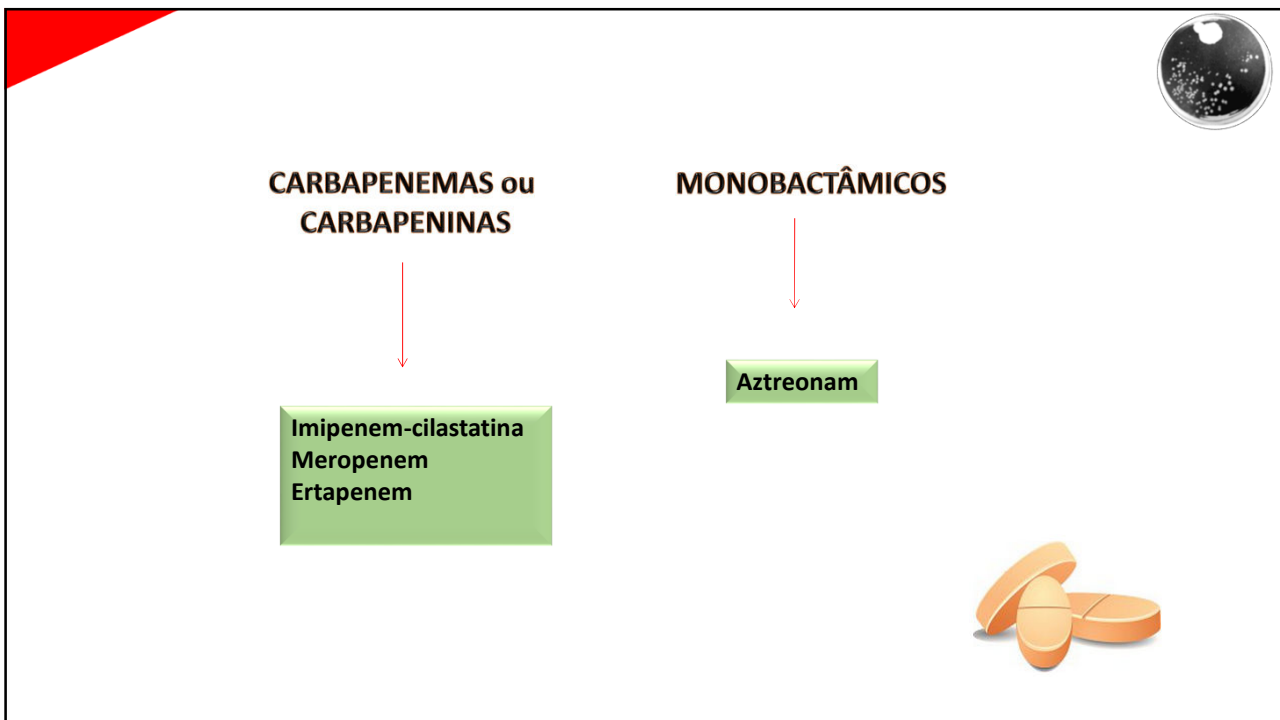 CARBAPENEMAS ou
CARBAPENINAS
Imipenem-cilastatina
Meropenem
Ertapenem
MONOBACTÂMICOS
Aztreonam